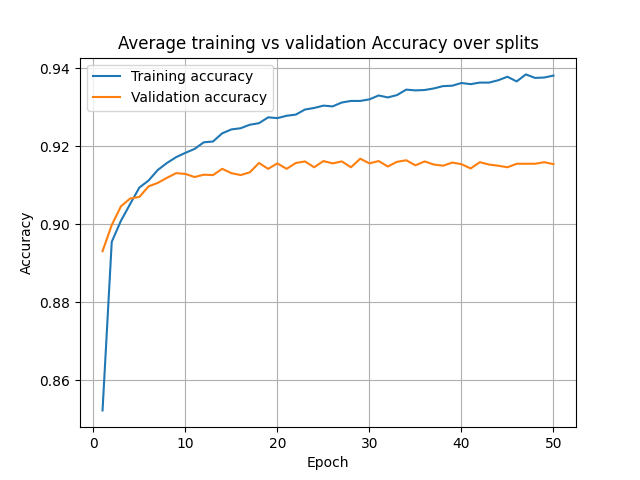 Average training vs validation Accuracy over splits
Training accuracy
Validation accuracy
0.94
0.92
0.90
0.88
0.86
Accuracy
0 10 20 30 40 50
Epoch